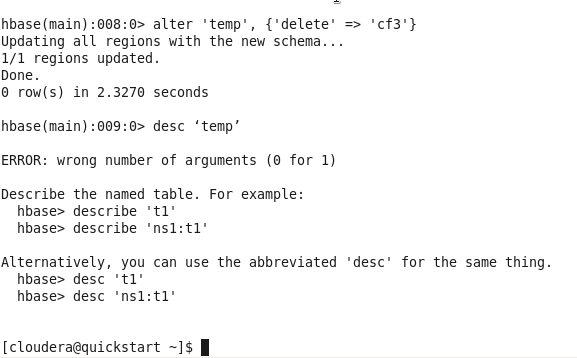 hbase(main):008:0> alter 'temp', {'delete' => 'cf3'}
Updating all regions with the new schema...
1/1 regions updated.
Done.
0 row(s) in 2.3270 seconds
hbase(main):009:0> desc ‘temp’
ERROR: wrong number of arguments (0 for 1)
Describe the named table. For example:
  hbase> describe 't1'
  hbase> describe 'ns1:t1'
Alternatively, you can use the abbreviated 'desc' for the same thing.
  hbase> desc 't1'
  hbase> desc 'ns1:t1'
[cloudera@quickstart ~]$